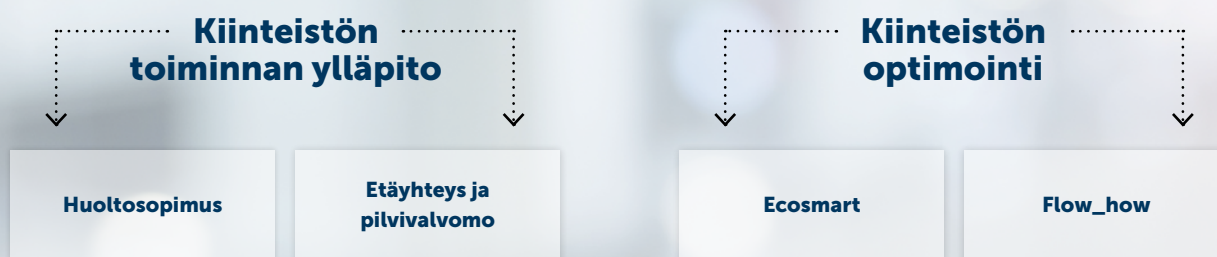 Kiinteistön
toiminnan ylläpito
Kiinteistön
optimointi
Huoltosopimus
Etäyhteys ja
pilvivalvomo
Ecosmart
Flow_how